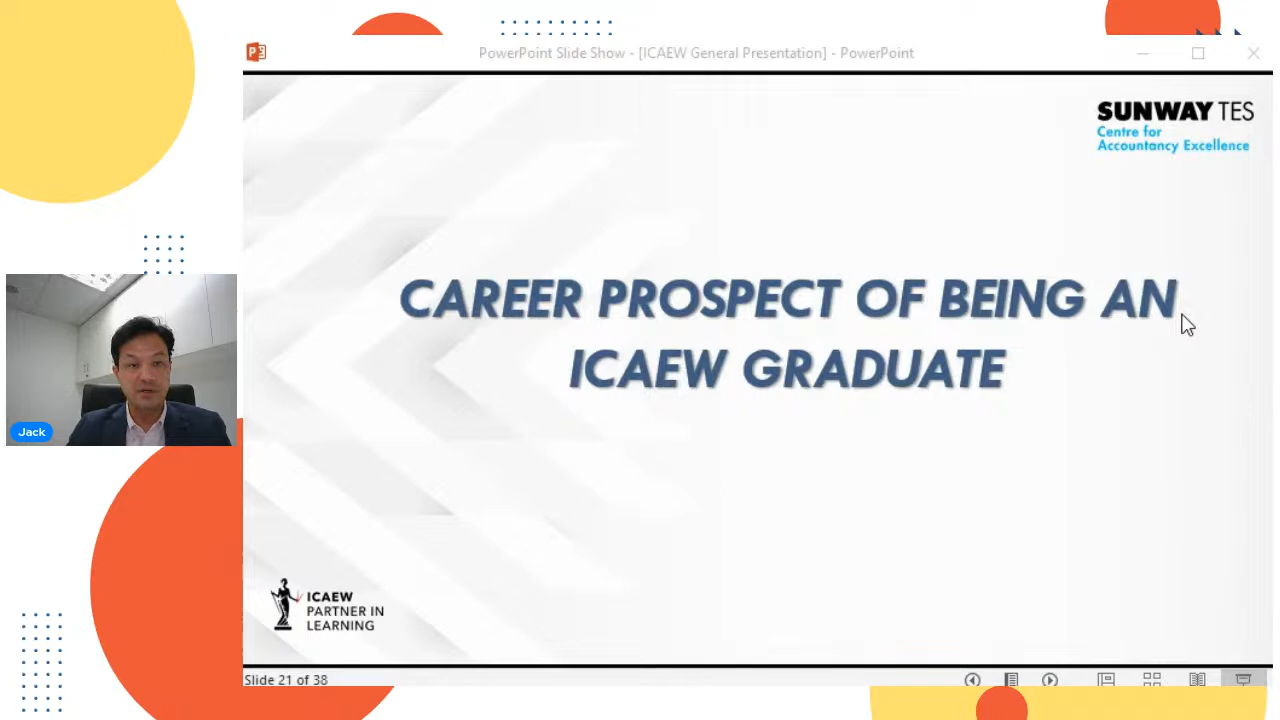 PowerPoint Slide Show - [ICAEW General Presentation] - PowerPoint
SUNWAY TES
Centre for
Accountancy Excellence
CAREER PROSPECT OF BEING AN
ICAEW GRADUATE
Jack
ICAEW
PARTNER IN
LEARNING
Slide 21 of 38